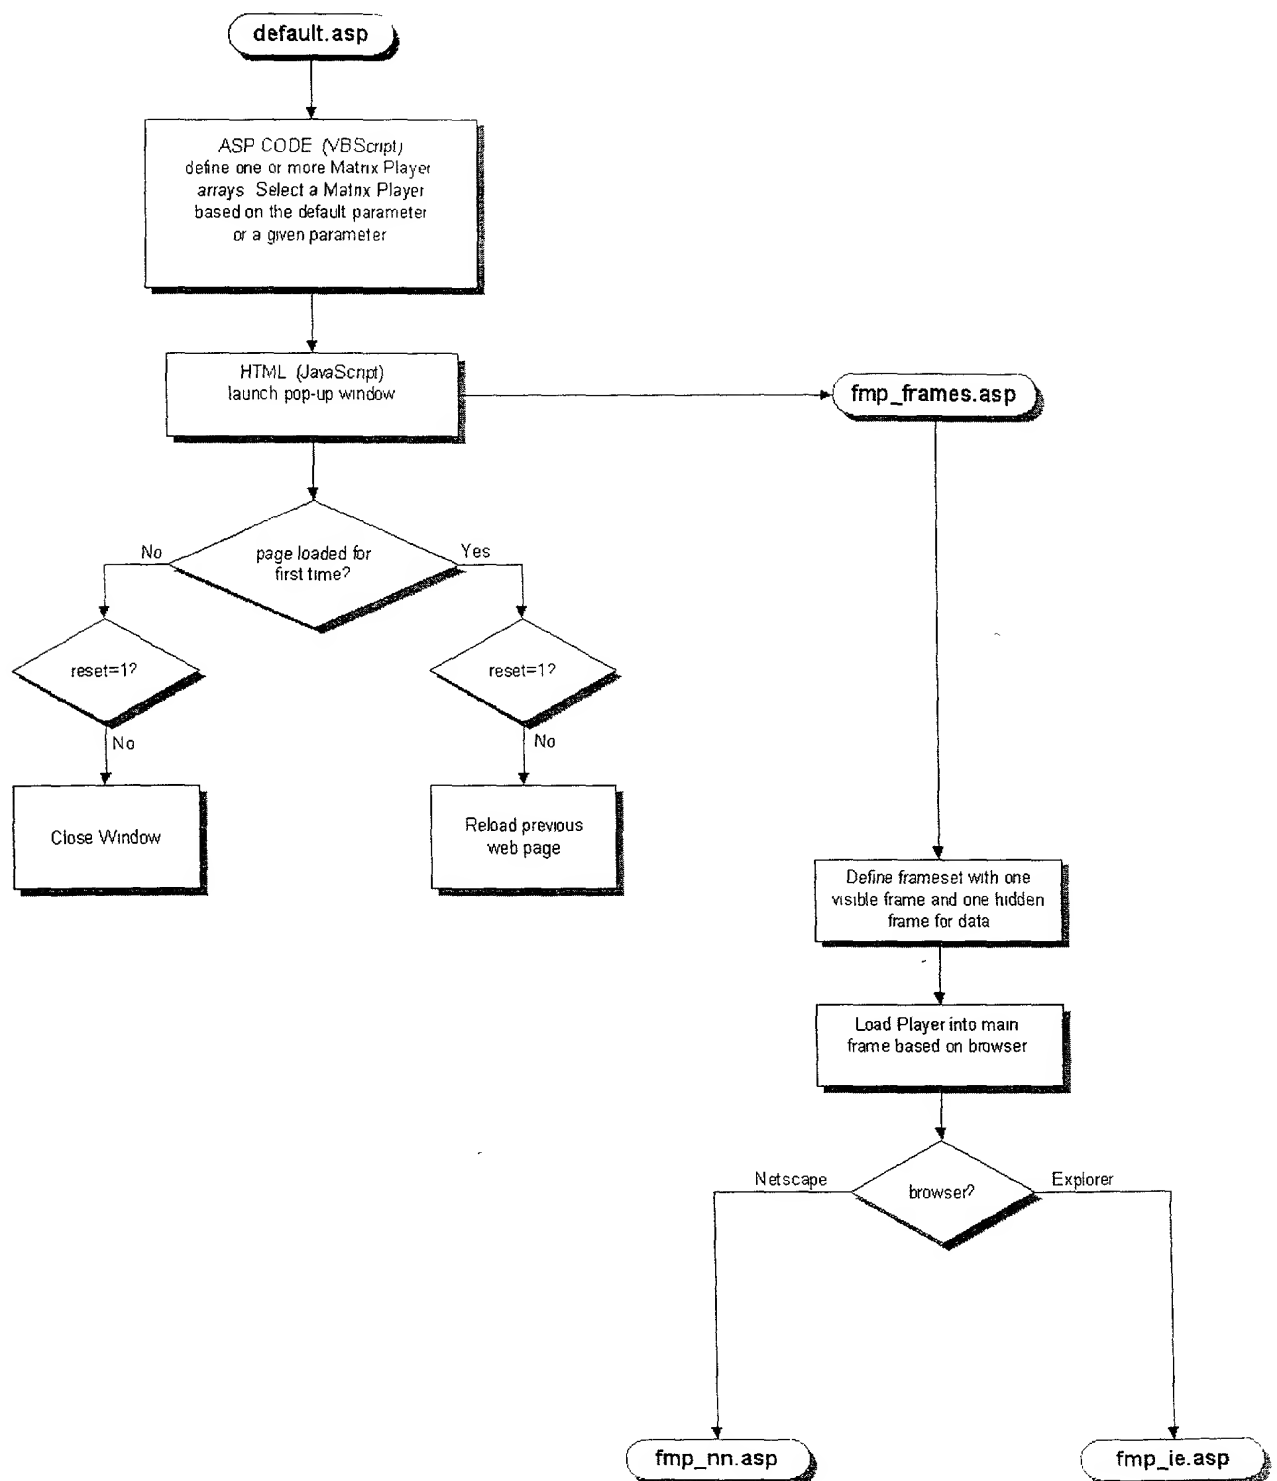 default.asp
ASP CODE (VBScript)
define one or more Matrix Player
arrays Select a Matrix Player
based on the default parameter
or a given parameter
HTML (JavaScript)
launch pop-up window
fmp_frames.asp
page loaded for
first time?
No
Yes
reset=1?
reset=1?
No
No
Close Window
Reload previous
web page
Define frameset with one
visible frame and one hidden
frame for data
Load Player into main
frame based on browser
Netscape
browser?
Explorer
fmp_nn.asp
fmp_ie.asp